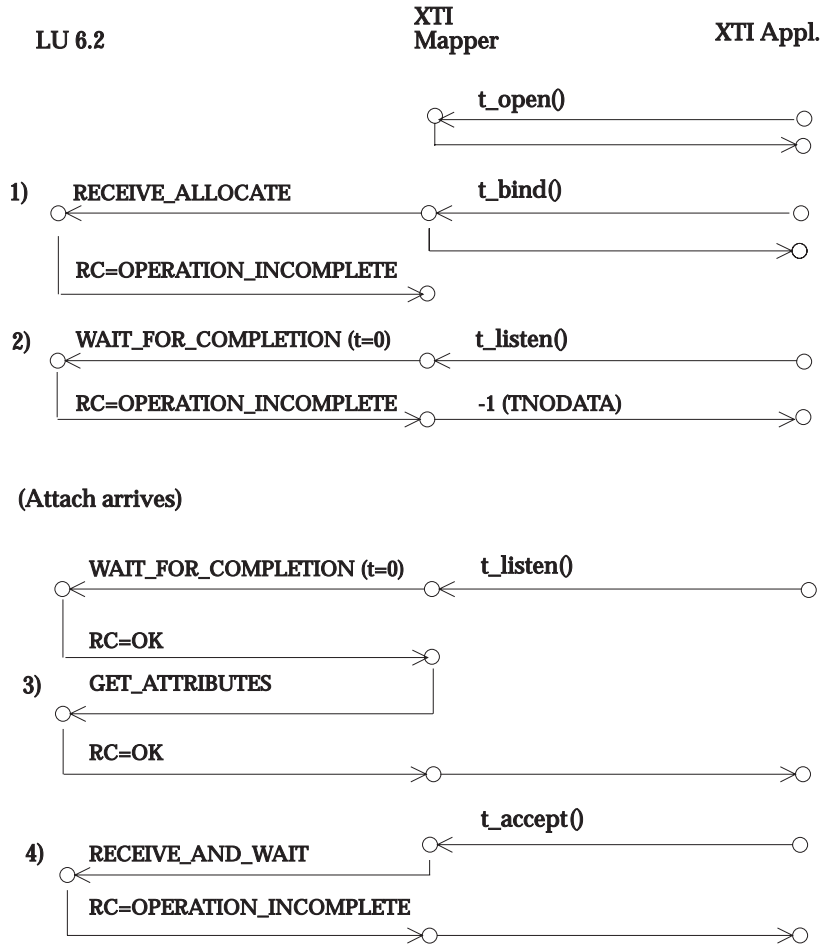 LU 6.2
XTI
Mapper
XTI Appl.
t_open()
1)
RECEIVE_ALLOCATE
t_bind()
RC=OPERATION_INCOMPLETE
2)
WAIT_FOR_COMPLETION (t=0)
t_listen()
RC=OPERATION_INCOMPLETE
-1 (TNODATA)
(Attach arrives)
WAIT_FOR_COMPLETION (t=0)
t_listen()
RC=OK
3)
GET_ATTRIBUTES
RC=OK
t_accept()
4)
RECEIVE_AND_WAIT
RC=OPERATION_INCOMPLETE